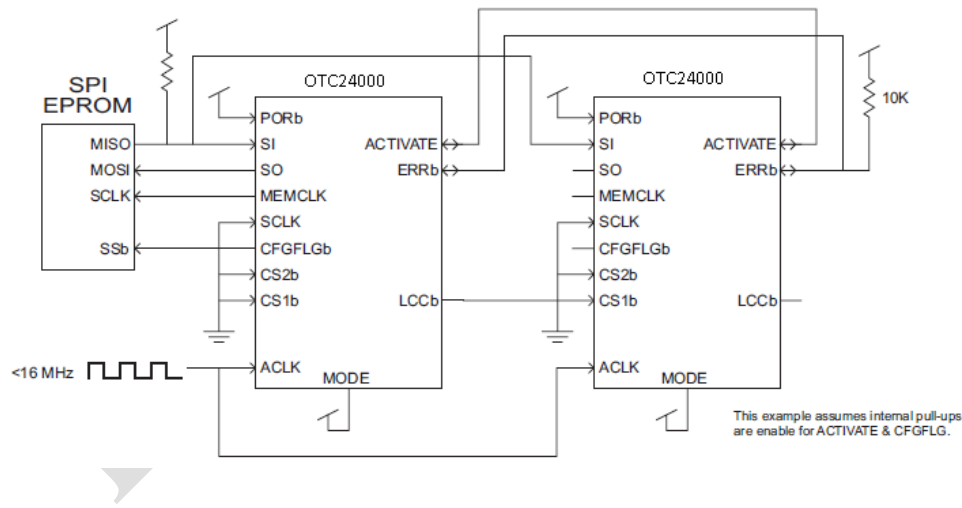 SPI
EPROM
MISO
MOSI
SCLK
SSb
<16 MHz
OTC24000
PORb
SI
SO
MEMCLK
SCLK
CFGFLGb
CS2b
CS1b
ACLK
ACTIVATE
ERRb
LCCb
MODE
OTC24000
PORb
SI
SO
MEMCLK
SCLK
CFGFLGb
CS2b
CS1b
ACLK
ACTIVATE
ERRb
LCCb
MODE
10K
This example assumes internal pull-ups
are enable for ACTIVATE & CFGFLG.